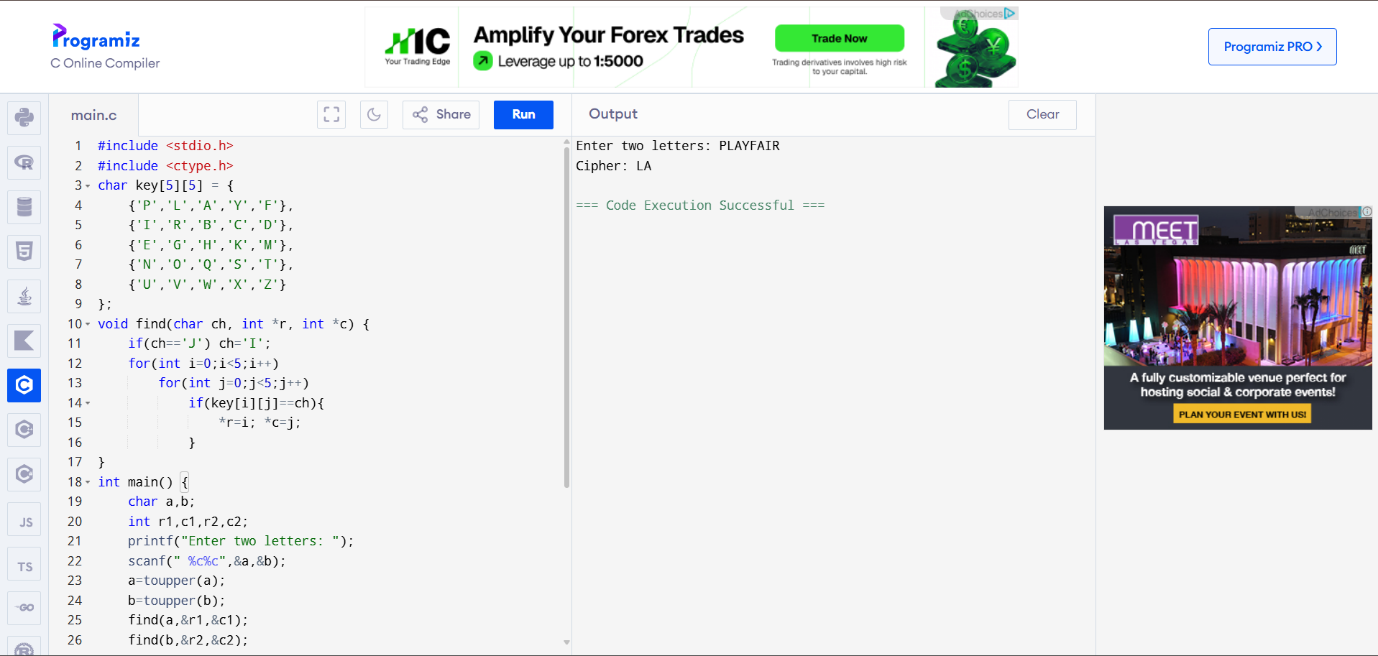 Programiz
C Online Compiler
HIC
Your Trading Edge
Amplify Your Forex Trades
Leverage up to 1:5000
Trade Now
Trading derivatives involves high risk
to your capital.
AdChoices
Programiz PRO
main.c
Share
Run
Output
Clear
1 #include <stdio.h>
2 #include <ctype.h>
3 char key[5][5] = {
4 {'P','L','A','Y','F'},
5 {'I','R','B','C','D'},
6 {'E','G','H','K','M'},
7 {'N','O','Q','S','T'},
8 {'U','V','W','X','Z'}
9 };
10 void find(char ch, int *r, int *c) {
11 if(ch=='J') ch='I';
12 for(int i=0;i<5;i++)
13 for(int j=0;j<5;j++)
14 if(key[i][j]==ch){
15 *r=i; *c=j;
16 }
17 }
18 int main() {
19 char a,b;
20 int r1,c1,r2,c2;
21 printf("Enter two letters: ");
22 scanf(" %c%c",&a,&b);
23 a=toupper(a);
24 b=toupper(b);
25 find(a,&r1,&c1);
26 find(b,&r2,&c2);
JS
TS
GO
Enter two letters: PLAYFAIR
Cipher: LA
=== Code Execution Successful ===
AdChoices
MEET
LAS VEGAS
MEET
A fully customizable venue perfect for
hosting social & corporate events!
PLAN YOUR EVENT WITH US!